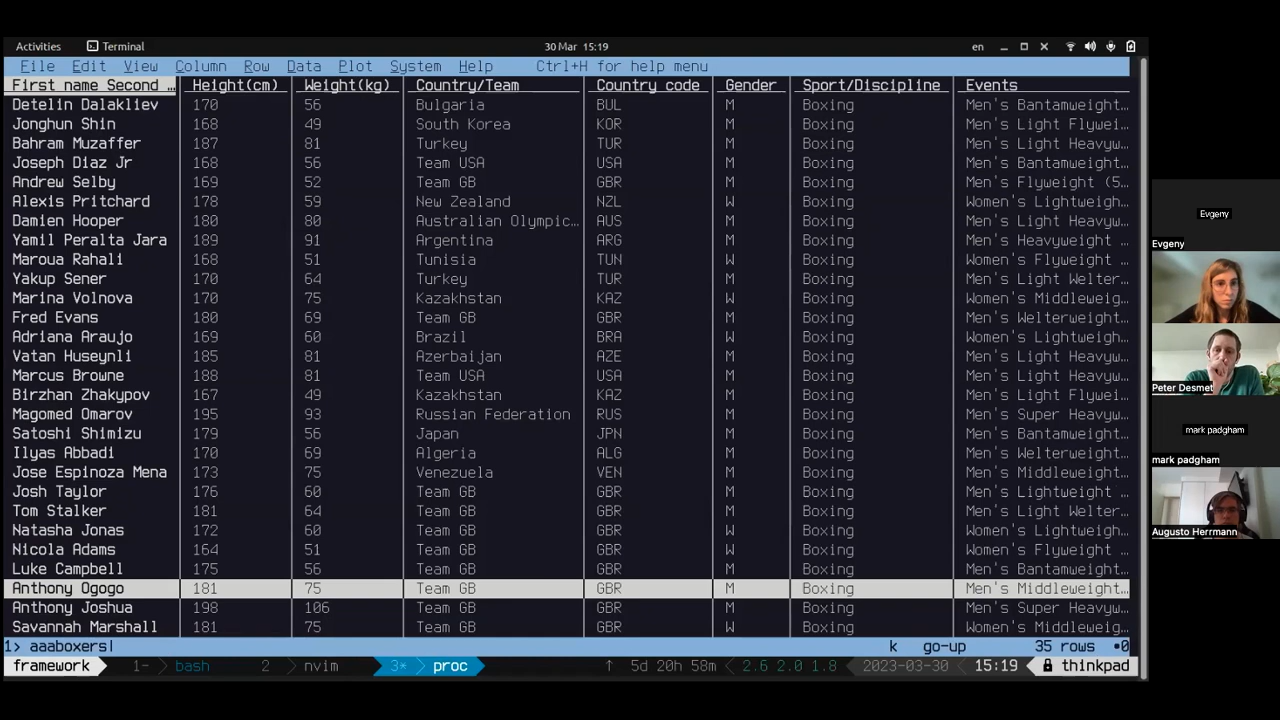 Activities Terminal 30 Mar 15:19 en
File Edit View Column Row Data Plot System Help Ctrl+H for help menu
First name Second … Height(cm) Weight(kg) Country/Team Country code Gender Sport/Discipline Events
Detelin Dalakliev 170 56 Bulgaria BUL M Boxing Men's Bantamweight…
Jonghun Shin 168 49 South Korea KOR M Boxing Men's Light Flywei…
Bahram Muzaffer 187 81 Turkey TUR M Boxing Men's Light Heavyw…
Joseph Diaz Jr 168 56 Team USA USA M Boxing Men's Bantamweight…
Andrew Selby 169 52 Team GB GBR M Boxing Men's Flyweight (5…
Alexis Pritchard 178 59 New Zealand NZL W Boxing Women's Lightweigh…
Damien Hooper 180 80 Australian Olympic… AUS M Boxing Men's Light Heavyw…
Yamil Peralta Jara 189 91 Argentina ARG M Boxing Men's Heavyweight …
Maroua Rahali 168 51 Tunisia TUN W Boxing Women's Flyweight …
Yakup Sener 170 64 Turkey TUR M Boxing Men's Light Welter…
Marina Volnova 170 75 Kazakhstan KAZ W Boxing Women's Middleweig…
Fred Evans 180 69 Team GB GBR M Boxing Men's Welterweight…
Adriana Araujo 169 60 Brazil BRA W Boxing Women's Lightweigh…
Vatan Huseynli 185 81 Azerbaijan AZE M Boxing Men's Light Heavyw…
Marcus Browne 188 81 Team USA USA M Boxing Men's Light Heavyw…
Birzhan Zhakypov 167 49 Kazakhstan KAZ M Boxing Men's Light Flywei…
Magomed Omarov 195 93 Russian Federation RUS M Boxing Men's Super Heavyw…
Satoshi Shimizu 179 56 Japan JPN M Boxing Men's Bantamweight…
Ilyas Abbadi 170 69 Algeria ALG M Boxing Men's Welterweight…
Jose Espinoza Mena 173 75 Venezuela VEN M Boxing Men's Middleweight…
Josh Taylor 176 60 Team GB GBR M Boxing Men's Lightweight …
Tom Stalker 181 64 Team GB GBR M Boxing Men's Light Welter…
Natasha Jonas 172 60 Team GB GBR W Boxing Women's Lightweigh…
Nicola Adams 164 51 Team GB GBR W Boxing Women's Flyweight …
Luke Campbell 175 56 Team GB GBR M Boxing Men's Bantamweight…
Anthony Ogogo 181 75 Team GB GBR M Boxing Men's Middleweight…
Anthony Joshua 198 106 Team GB GBR M Boxing Men's Super Heavyw…
Savannah Marshall 181 75 Team GB GBR W Boxing Women's Middleweig…
1> aaaboxers| k go-up 35 rows •0
framework 1- bash 2 nvim 3* proc ↑ 5d 20h 58m 2.6 2.0 1.8 2023-03-30 15:19 thinkpad
Evgeny
Evgeny
Peter Desmet
mark padgham
mark padgham
Augusto Herrmann